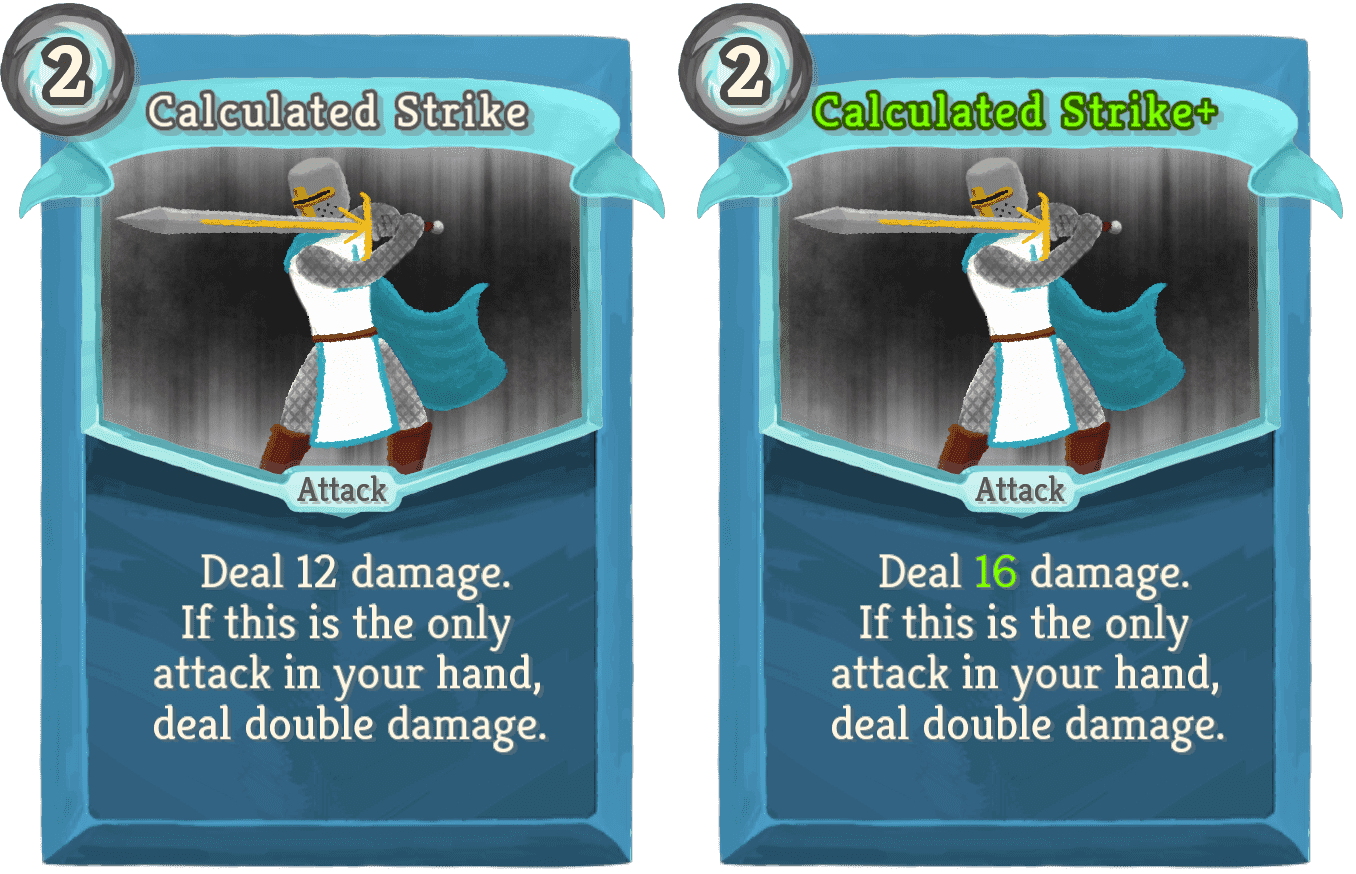 2
Calculated Strike
Attack
Deal 12 damage.
If this is the only
attack in your hand,
deal double damage.
2
Calculated Strike+
Attack
Deal 16 damage.
If this is the only
attack in your hand,
deal double damage.